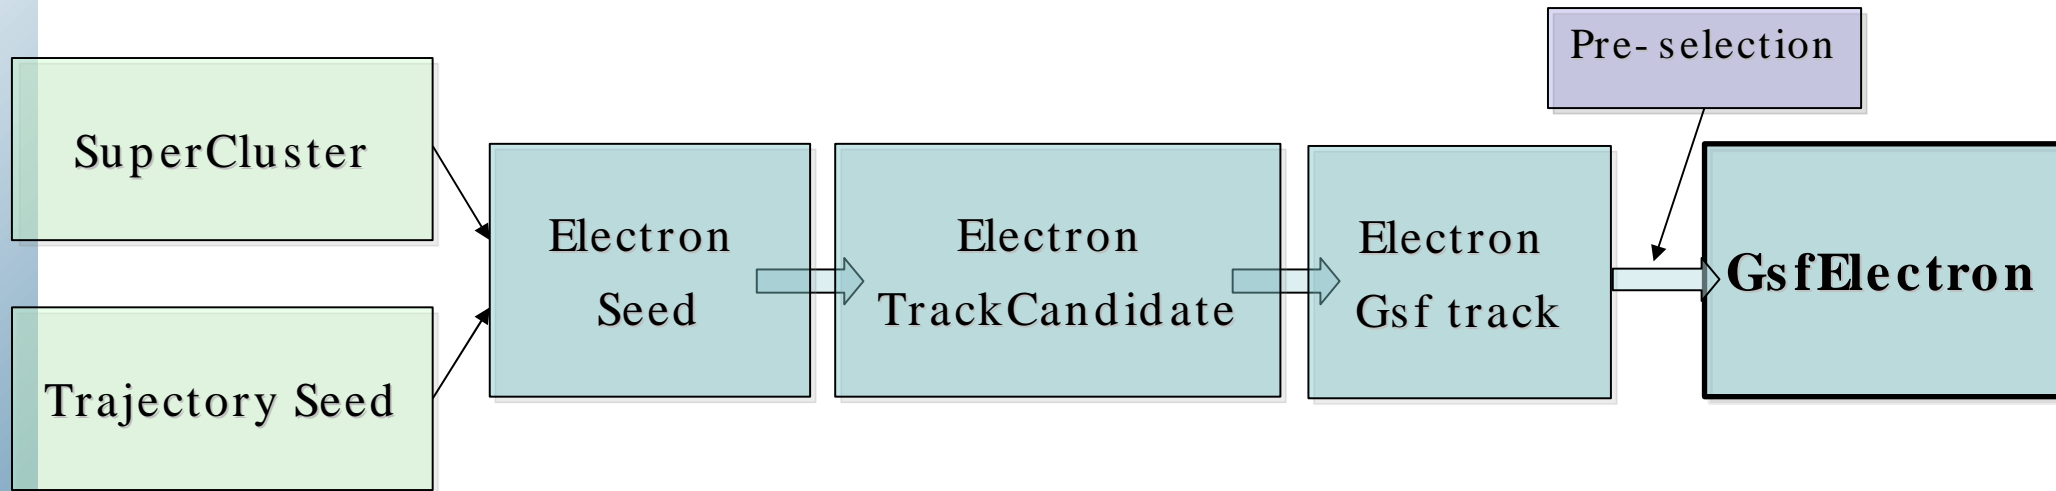 Pre-selection
SuperCluster
Trajectory Seed
Electron
Seed
Electron
TrackCandidate
Electron
Gsf track
GsfElectron